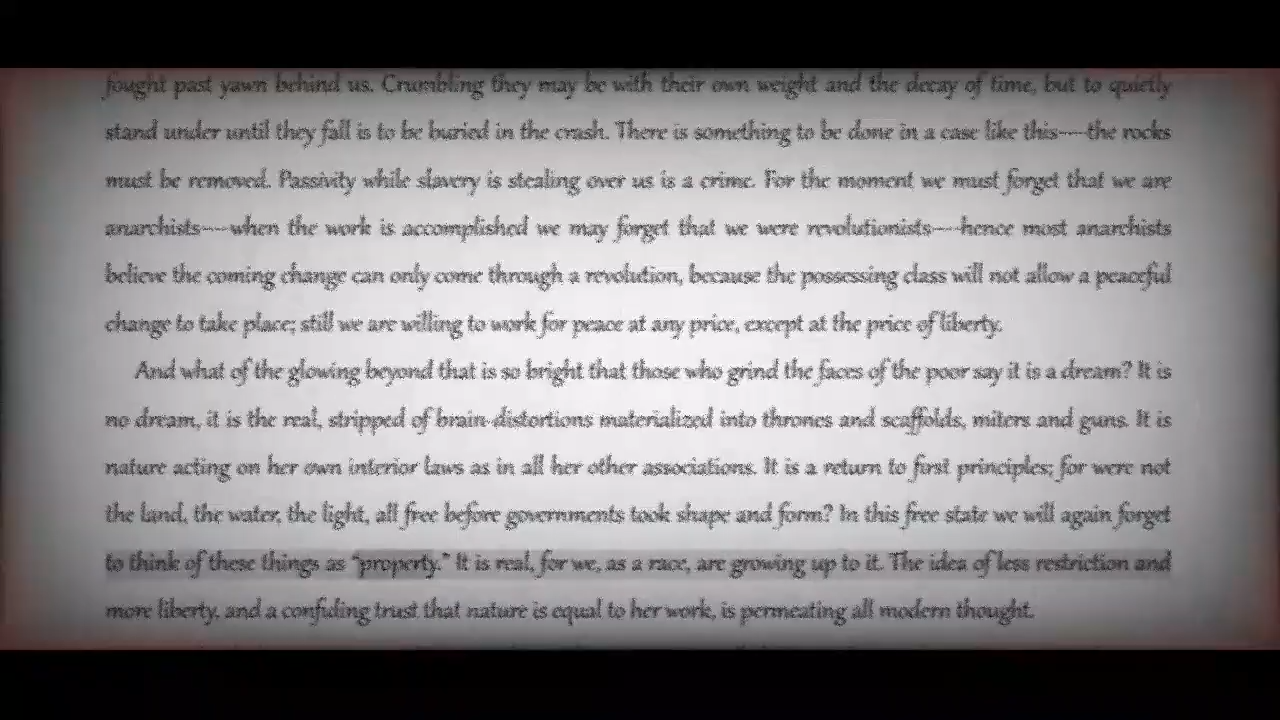 fought past yawn behind us. Crumbling they may be with their own weight and the decay of time, but to quietly
stand under until they fall is to be buried in the crash. There is something to be done in a case like this—the rocks
must be removed. Passivity while slavery is stealing over us is a crime. For the moment we must forget that we are
anarchists—when the work is accomplished we may forget that we were revolutionists—hence most anarchists
believe the coming change can only come through a revolution, because the possessing class will not allow a peaceful
change to take place; still we are willing to work for peace at any price, except at the price of liberty.
And what of the glowing beyond that is so bright that those who grind the faces of the poor say it is a dream? It is
no dream, it is the real, stripped of brain-distortions materialized into thrones and scaffolds, miters and guns. It is
nature acting on her own interior laws as in all her other associations. It is a return to first principles; for were not
the land, the water, the light, all free before governments took shape and form? In this free state we will again forget
to think of these things as “property.” It is real, for we, as a race, are growing up to it. The idea of less restriction and
more liberty, and a confiding trust that nature is equal to her work, is permeating all modern thought.